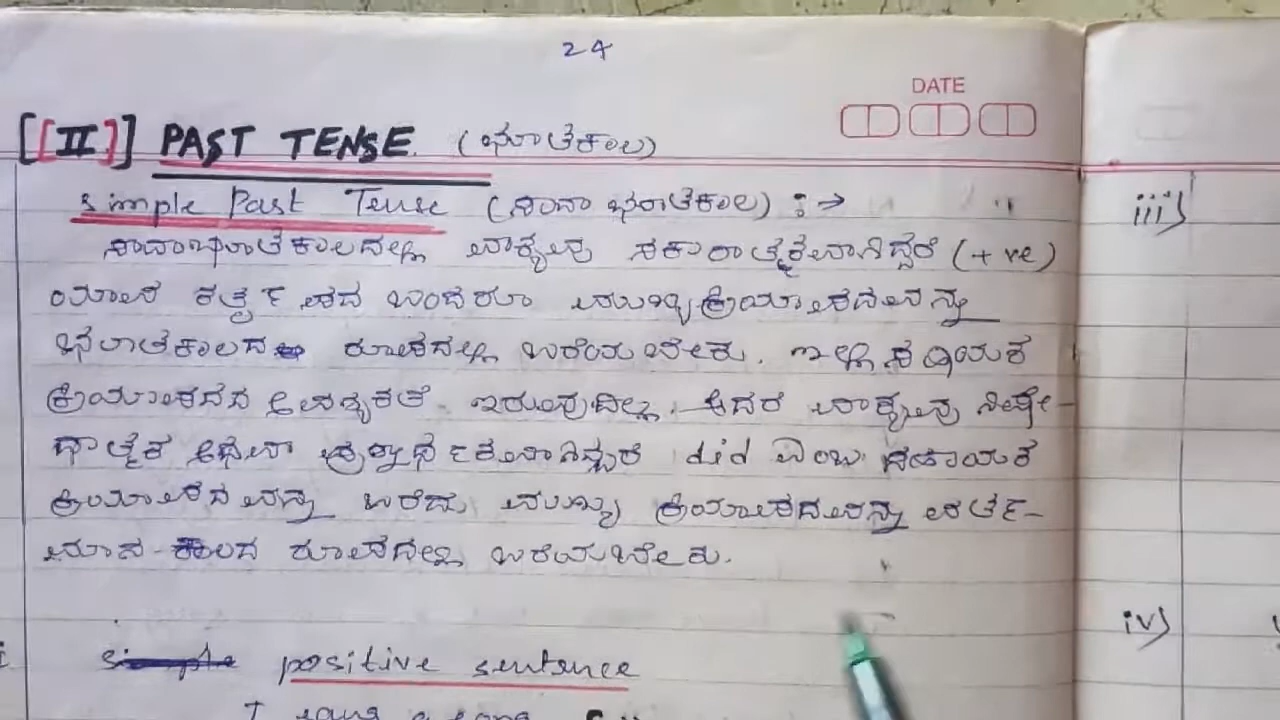 24
DATE
[[II]] PAST TENSE. (ಭೂತಕಾಲ)
simple Past Tense (ಸಾದಾ ಭೂತಕಾಲ) : →
ಸಾದಾಭೂತಕಾಲದಲ್ಲಿ ವಾಕ್ಯವು ಸಕಾರಾತ್ಮಕವಾಗಿದ್ದರೆ (+ ve)
ಯಾವ ಕರ್ತೃ ಪದ ಬಂದರೂ ಮುಖ್ಯಕ್ರಿಯಾಪದವನ್ನು
ಭೂತಕಾಲದ ರೂಪದಲ್ಲಿ ಬರೆಯಬೇಕು. ಇಲ್ಲಿ ಸಹಾಯಕ
ಕ್ರಿಯಾಪದದ ಅವಶ್ಯಕತೆ ಇರುವುದಿಲ್ಲ. ಆದರೆ ವಾಕ್ಯವು ನಿಷೇ-
ಧಾತ್ಮಕ ಅಥವಾ ಪ್ರಶ್ನಾರ್ಥಕವಾಗಿದ್ದರೆ did ಎಂಬ ಸಹಾಯಕ
ಕ್ರಿಯಾಪದವನ್ನು ಬರೆದು ಮುಖ್ಯ ಕ್ರಿಯಾಪದವನ್ನು ವರ್ತ-
ಮಾನ ಕಾಲದ ರೂಪದಲ್ಲಿ ಬರೆಯಬೇಕು.
positive sentence
iii)
iv)